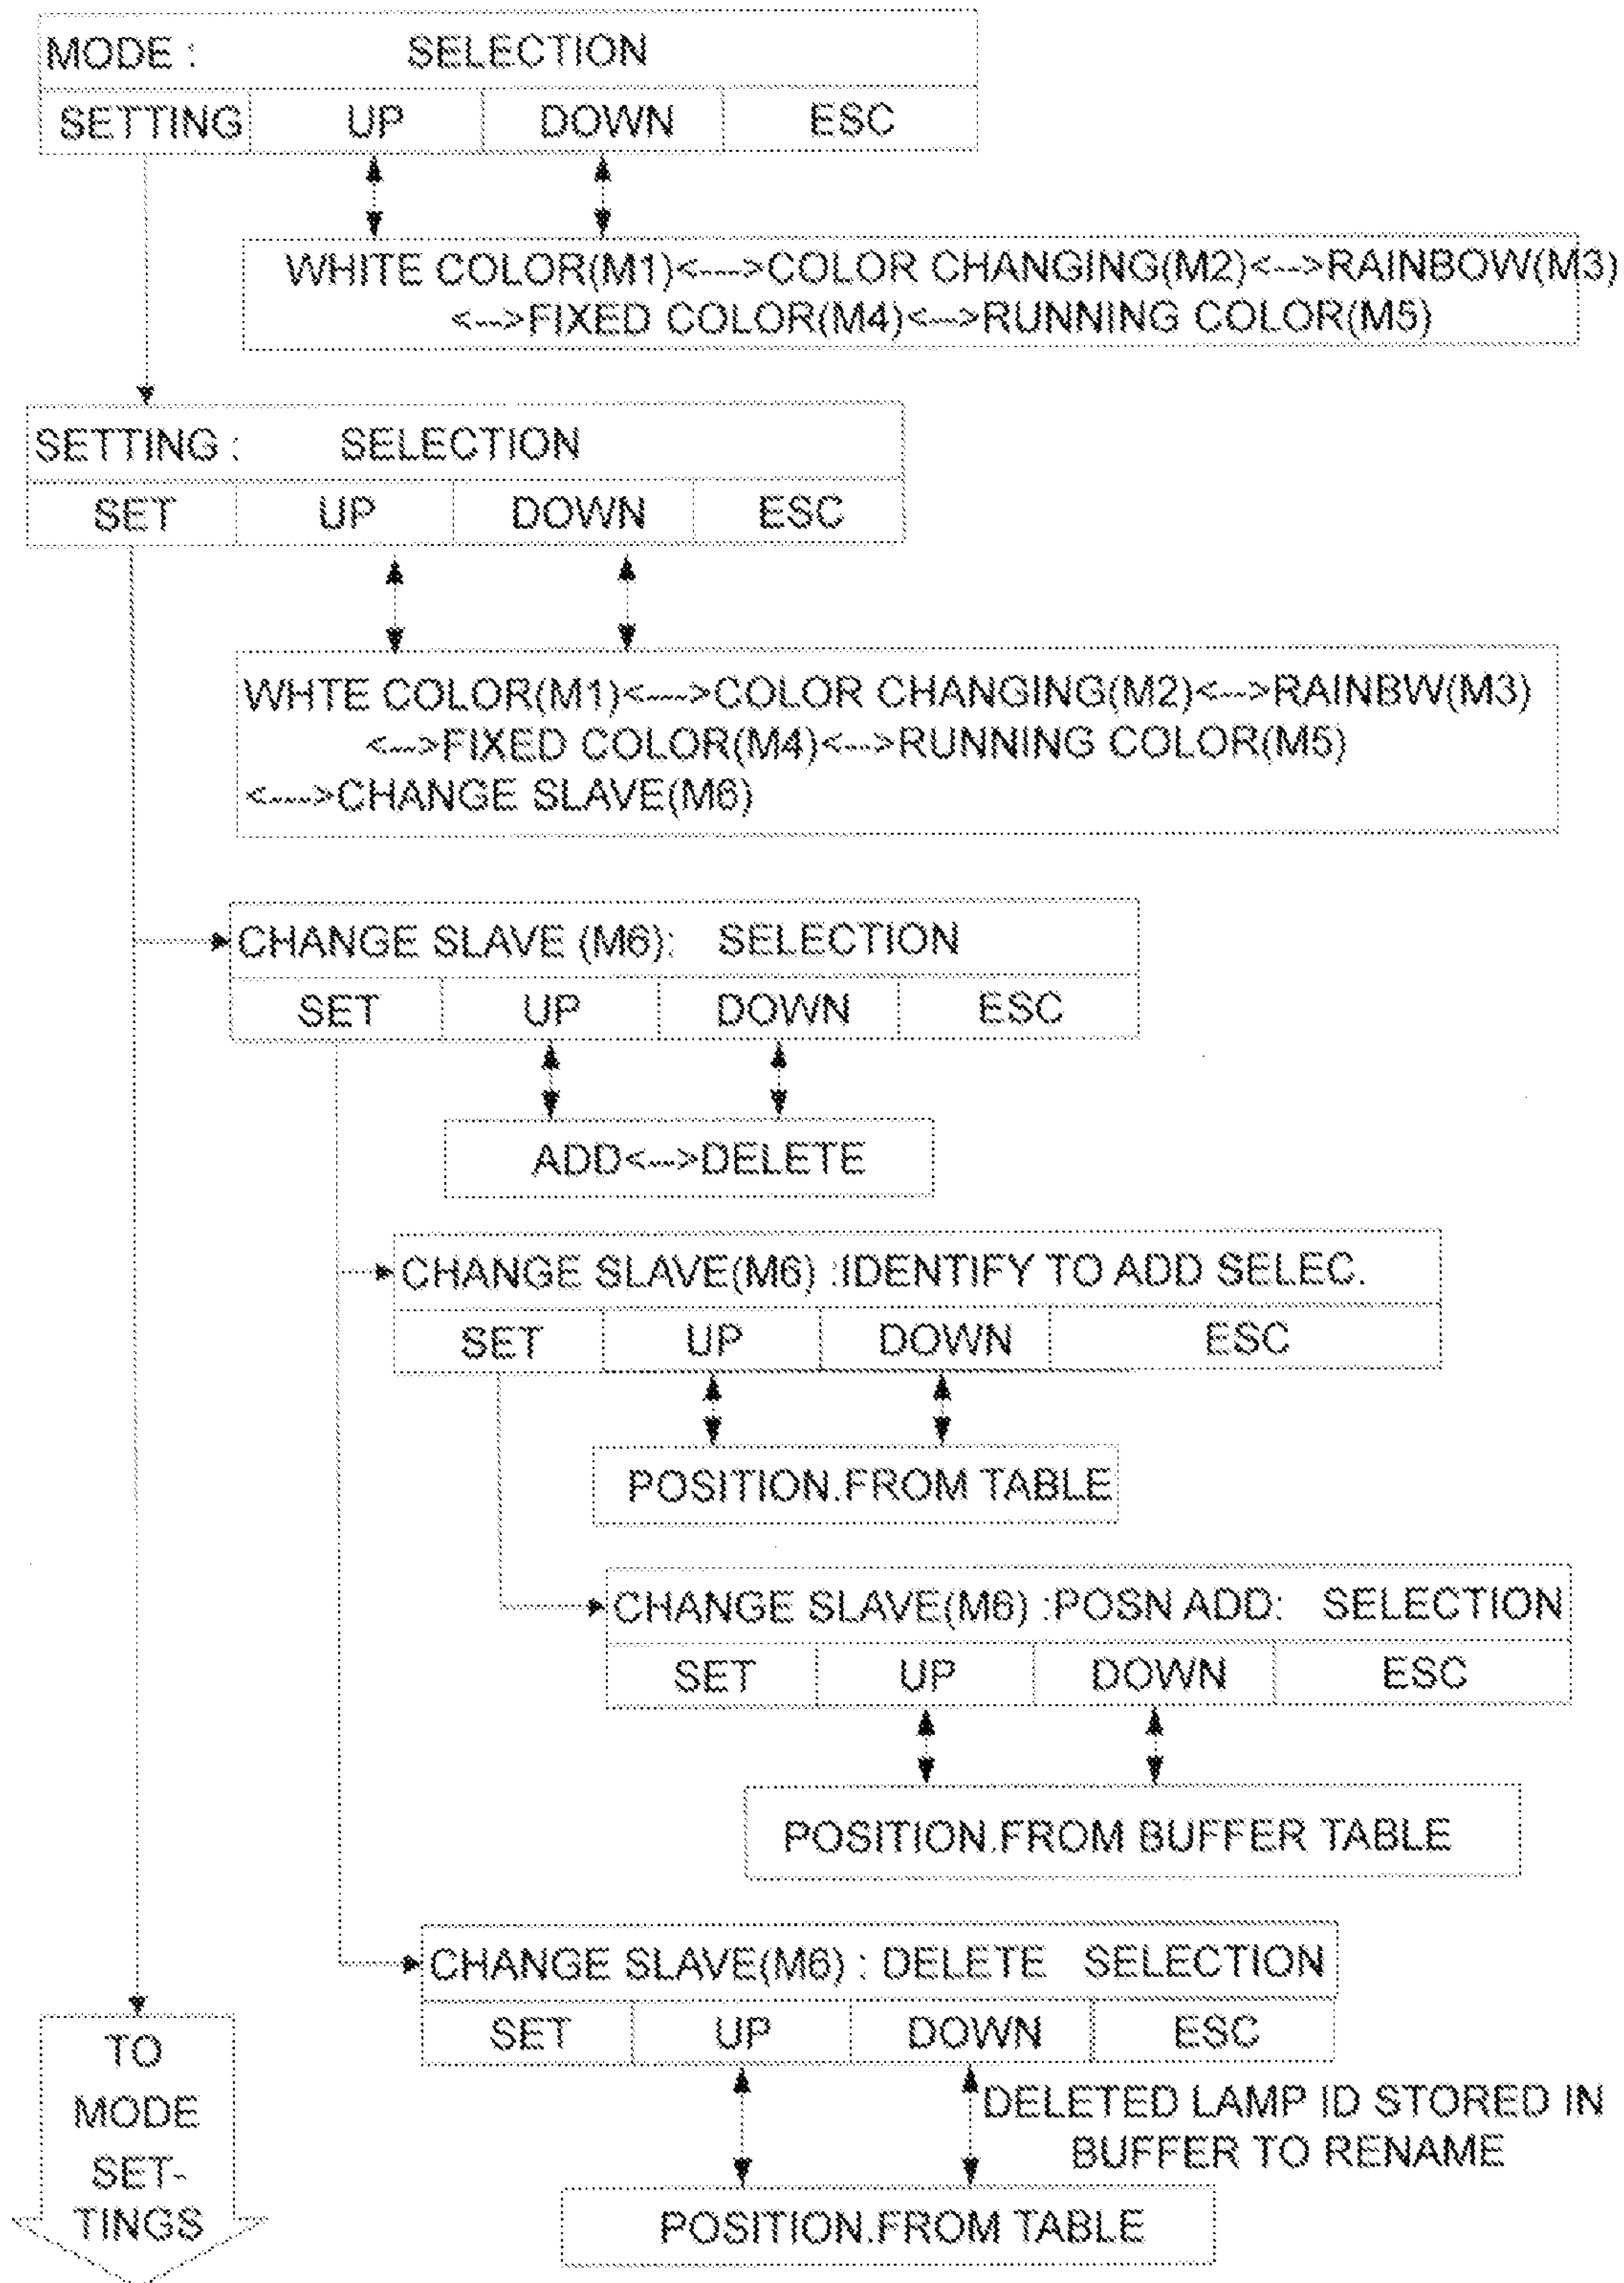 MODE : SELECTION
SETTING UP DOWN ESC
WHITE COLOR(M1)<---->COLOR CHANGING(M2)<--->RAINBOW(M3)
<--->FIXED COLOR(M4)<--->RUNNING COLOR(M5)
SETTING : SELECTION
SET UP DOWN ESC
WHTE COLOR(M1)<---->COLOR CHANGING(M2)<--->RAINBW(M3)
<--->FIXED COLOR(M4)<--->RUNNING COLOR(M5)
<---->CHANGE SLAVE(M6)
CHANGE SLAVE (M6): SELECTION
SET UP DOWN ESC
ADD<--->DELETE
CHANGE SLAVE(M6) :IDENTIFY TO ADD SELEC.
SET UP DOWN ESC
POSITION.FROM TABLE
CHANGE SLAVE(M6) :POSN ADD: SELECTION
SET UP DOWN ESC
POSITION.FROM BUFFER TABLE
CHANGE SLAVE(M6) : DELETE SELECTION
SET UP DOWN ESC
DELETED LAMP ID STORED IN
BUFFER TO RENAME
POSITION.FROM TABLE
TO
MODE
SET-
TINGS